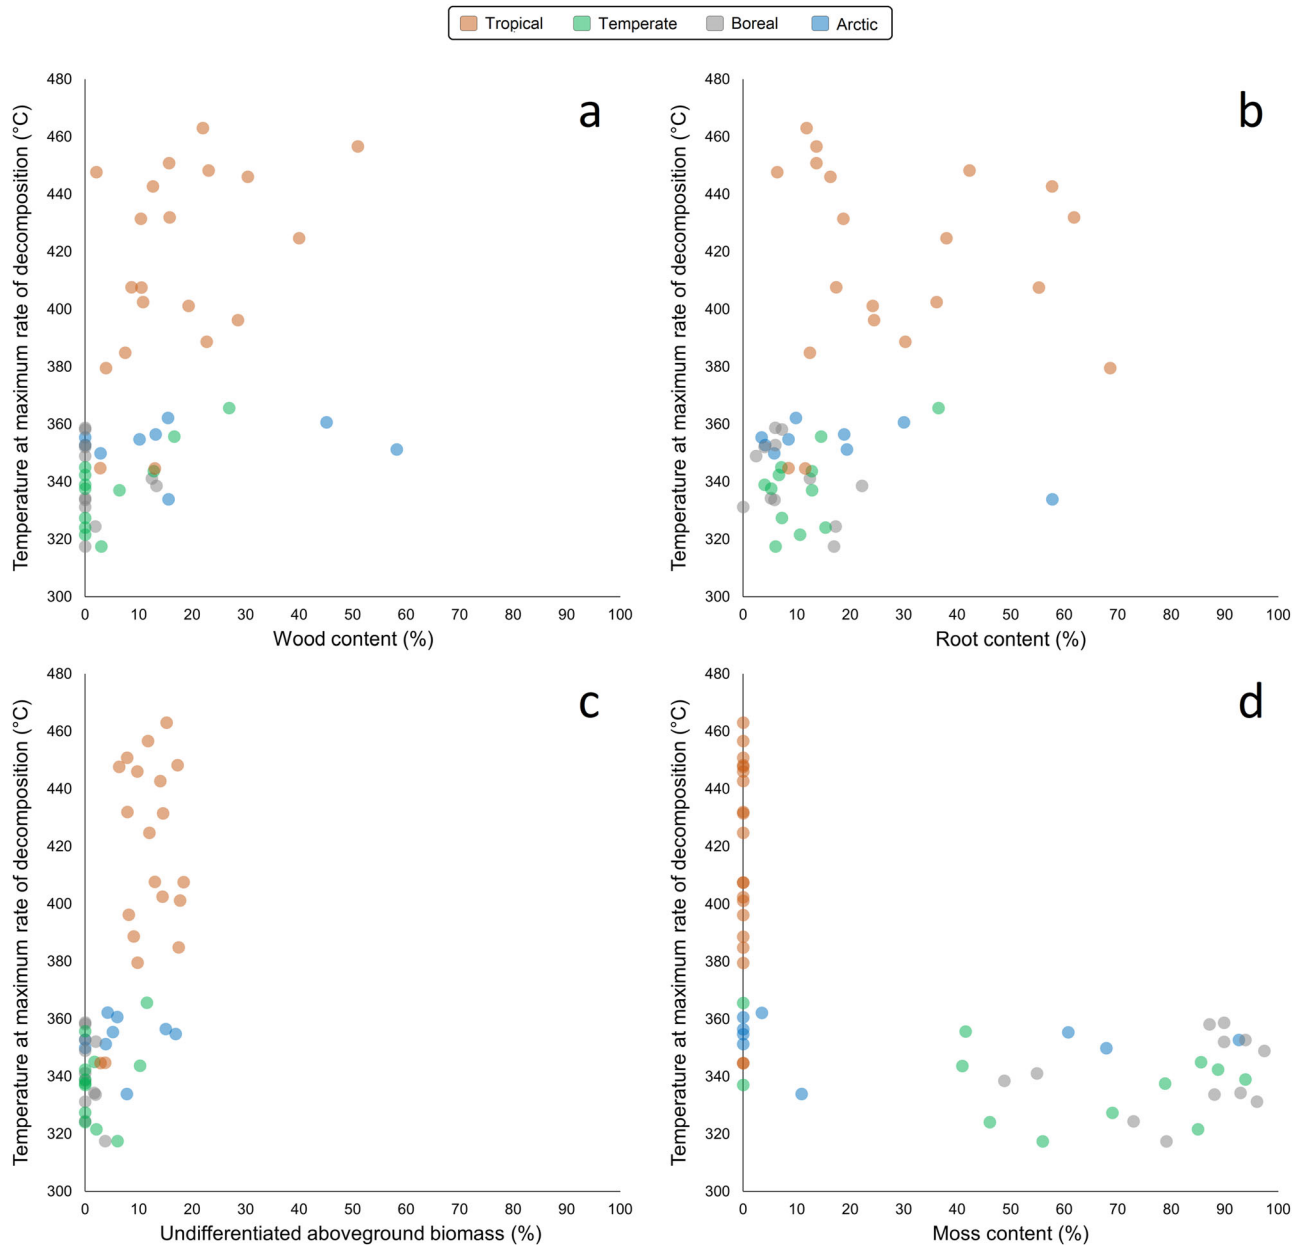 Tropical Temperate Boreal Arctic
a
Temperature at maximum rate of decomposition (°C)
480
460
440
420
400
380
360
340
320
300
0 10 20 30 40 50 60 70 80 90 100
Wood content (%)
b
Temperature at maximum rate of decomposition (°C)
480
460
440
420
400
380
360
340
320
300
0 10 20 30 40 50 60 70 80 90 100
Root content (%)
c
Temperature at maximum rate of decomposition (°C)
480
460
440
420
400
380
360
340
320
300
0 10 20 30 40 50 60 70 80 90 100
Undifferentiated aboveground biomass (%)
d
Temperature at maximum rate of decomposition (°C)
480
460
440
420
400
380
360
340
320
300
0 10 20 30 40 50 60 70 80 90 100
Moss content (%)